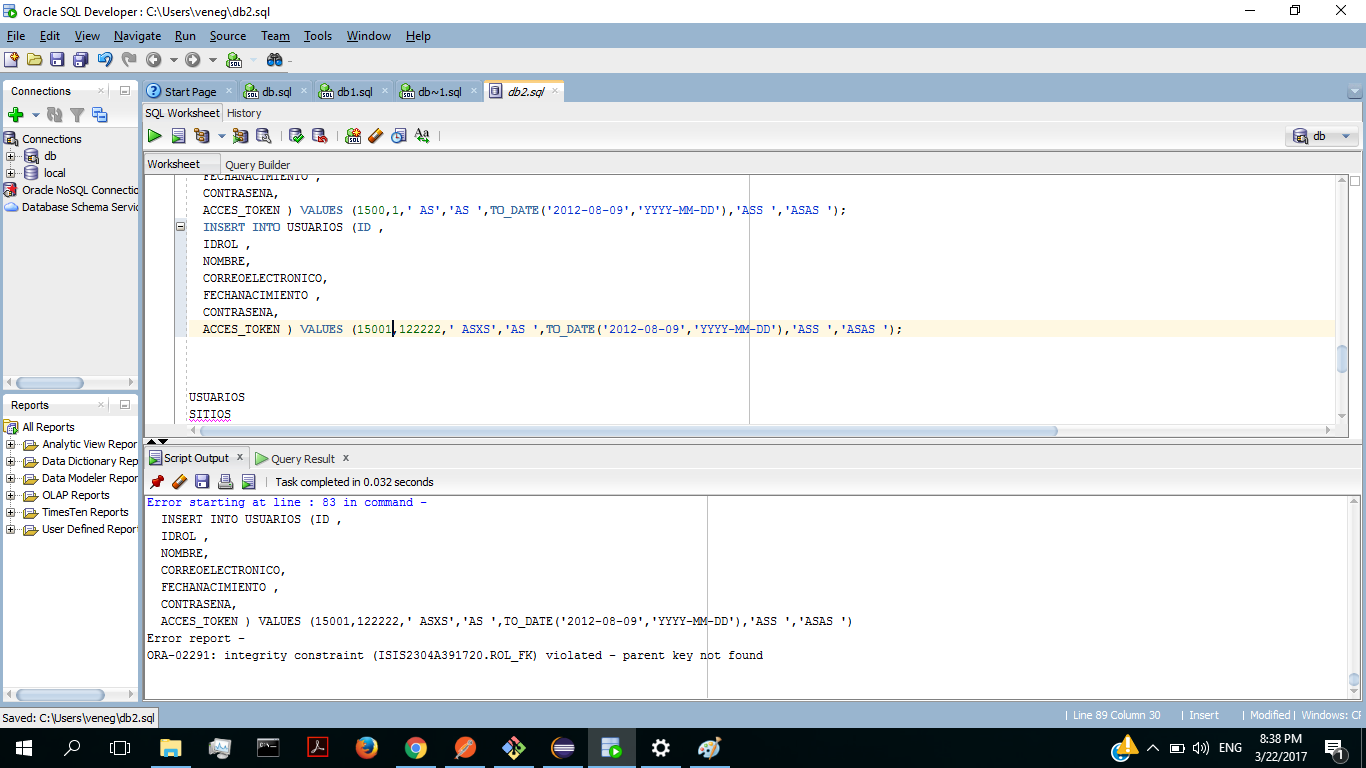 Oracle SQL Developer : C:\Users\veneg\db2.sql
File Edit View Navigate Run Source Team Tools Window Help
Connections
Connections
db
local
Oracle NoSQL Connectio
Database Schema Servic
Reports
All Reports
Analytic View Repor
Data Dictionary Rep
Data Modeler Repor
OLAP Reports
TimesTen Reports
User Defined Report
Start Page db.sql db1.sql db~1.sql db2.sql
SQL Worksheet History
db
Worksheet Query Builder
FECHANACIMIENTO ,
CONTRASENA,
ACCES_TOKEN ) VALUES (1500,1,' AS','AS ',TO_DATE('2012-08-09','YYYY-MM-DD'),'ASS ','ASAS ');
INSERT INTO USUARIOS (ID ,
IDROL ,
NOMBRE,
CORREOELECTRONICO,
FECHANACIMIENTO ,
CONTRASENA,
ACCES_TOKEN ) VALUES (15001,122222,' ASXS','AS ',TO_DATE('2012-08-09','YYYY-MM-DD'),'ASS ','ASAS ');
USUARIOS
SITIOS
Script Output Query Result
Task completed in 0.032 seconds
Error starting at line : 83 in command -
INSERT INTO USUARIOS (ID ,
IDROL ,
NOMBRE,
CORREOELECTRONICO,
FECHANACIMIENTO ,
CONTRASENA,
ACCES_TOKEN ) VALUES (15001,122222,' ASXS','AS ',TO_DATE('2012-08-09','YYYY-MM-DD'),'ASS ','ASAS ')
Error report -
ORA-02291: integrity constraint (ISIS2304A391720.ROL_FK) violated - parent key not found
Saved: C:\Users\veneg\db2.sql
Line 89 Column 30 Insert Modified Windows: CF
ENG
8:38 PM
3/22/2017
1